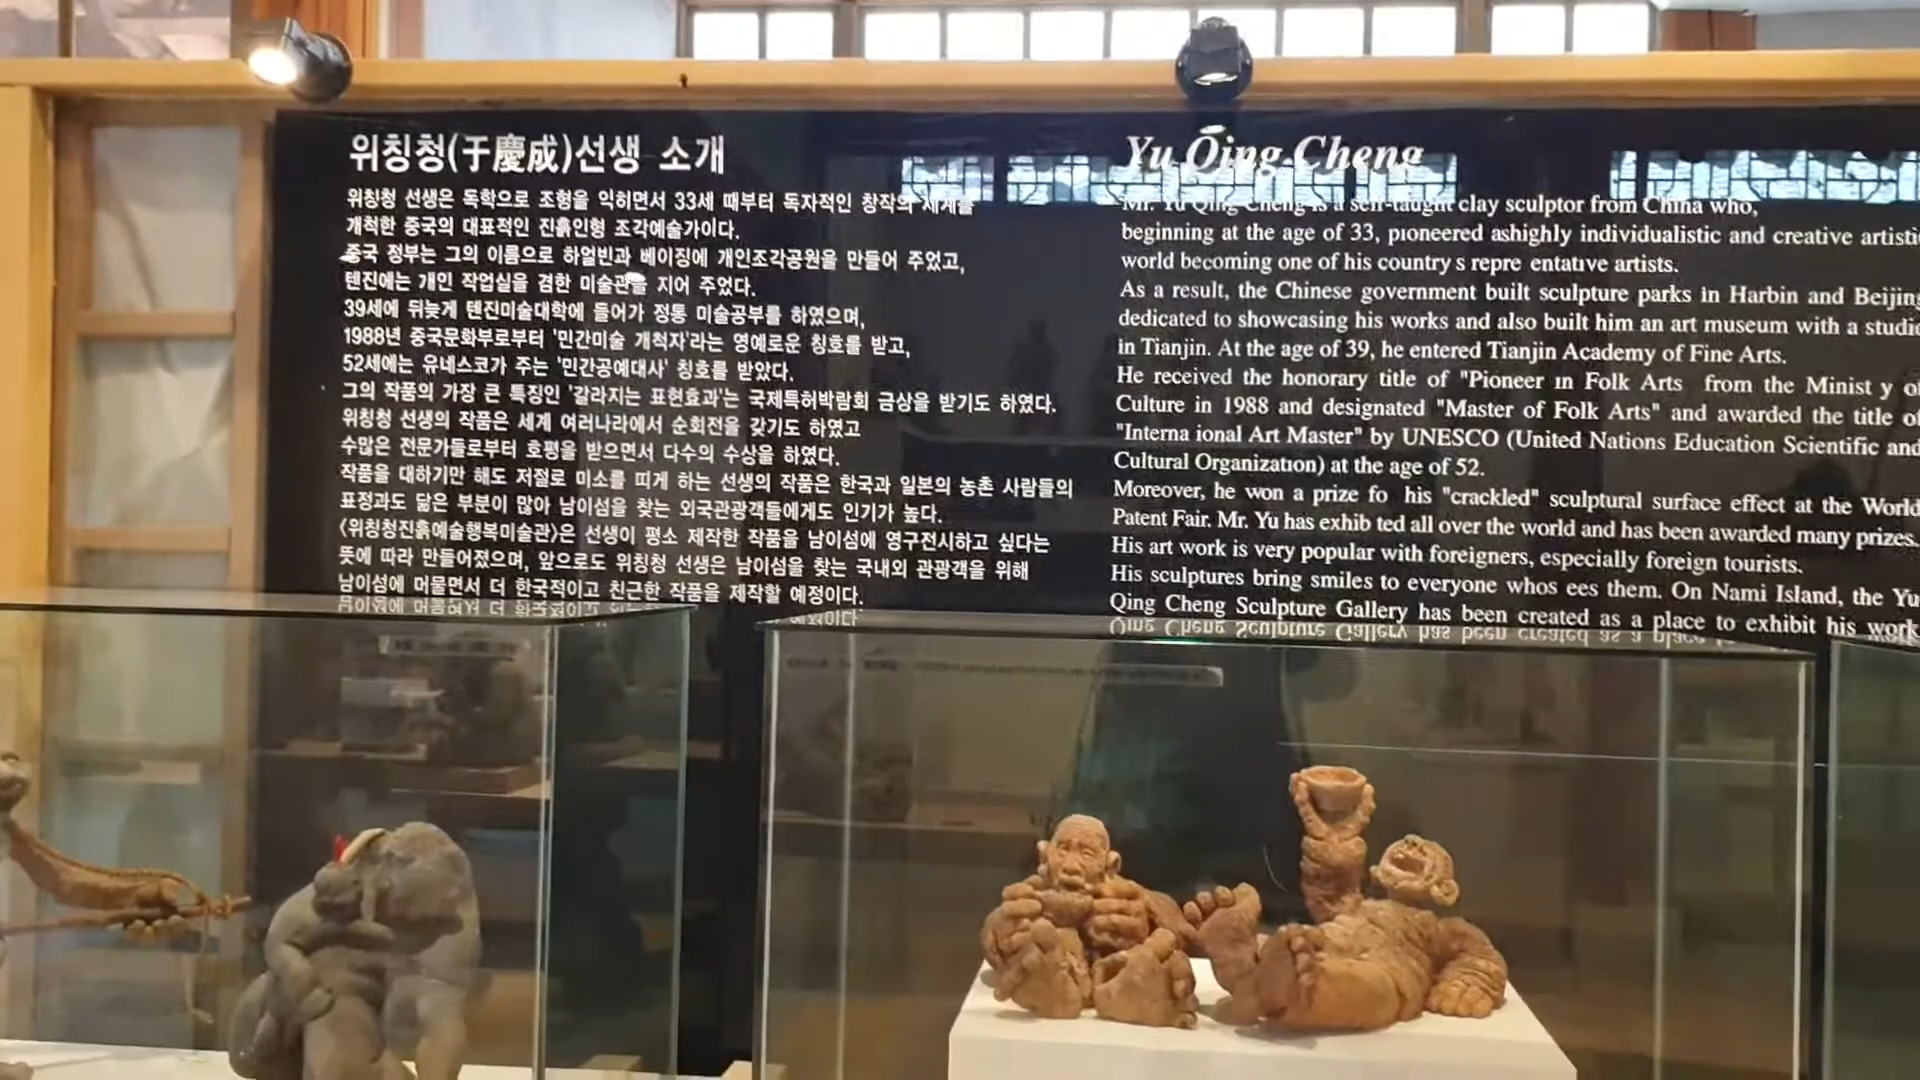 위칭청(于慶成)선생 소개
위칭청 선생은 독학으로 조형을 익히면서 33세 때부터 독자적인 창작의 세계를
개척한 중국의 대표적인 진흙인형 조각예술가이다.
중국 정부는 그의 이름으로 하얼빈과 베이징에 개인조각공원을 만들어 주었고,
텐진에는 개인 작업실을 겸한 미술관을 지어 주었다.
39세에 뒤늦게 텐진미술대학에 들어가 정통 미술공부를 하였으며,
1988년 중국문화부로부터 '민간미술 개척자'라는 영예로운 칭호를 받고,
52세에는 유네스코가 주는 '민간공예대사' 칭호를 받았다.
그의 작품의 가장 큰 특징인 '갈라지는 표현효과'는 국제특허박람회 금상을 받기도 하였다.
위칭청 선생의 작품은 세계 여러나라에서 순회전을 갖기도 하였고
수많은 전문가들로부터 호평을 받으면서 다수의 수상을 하였다.
작품을 대하기만 해도 저절로 미소를 띠게 하는 선생의 작품은 한국과 일본의 농촌 사람들의
표정과도 닮은 부분이 많아 남이섬을 찾는 외국관광객들에게도 인기가 높다.
〈위칭청진흙예술행복미술관〉은 선생이 평소 제작한 작품을 남이섬에 영구전시하고 싶다는
뜻에 따라 만들어졌으며, 앞으로도 위칭청 선생은 남이섬을 찾는 국내외 관광객을 위해
남이섬에 머물면서 더 한국적이고 친근한 작품을 제작할 예정이다.
Yu Qing Cheng
Mr. Yu Qing Cheng is a self-taught clay sculptor from China who,
beginning at the age of 33, pioneered ashighly individualistic and creative artisti
world becoming one of his country s repre entative artists.
As a result, the Chinese government built sculpture parks in Harbin and Beijing
dedicated to showcasing his works and also built him an art museum with a studio
in Tianjin. At the age of 39, he entered Tianjin Academy of Fine Arts.
He received the honorary title of "Pioneer in Folk Arts from the Minist y of
Culture in 1988 and designated "Master of Folk Arts" and awarded the title of
"Interna ional Art Master" by UNESCO (United Nations Education Scientific and
Cultural Organization) at the age of 52.
Moreover, he won a prize fo his "crackled" sculptural surface effect at the World
Patent Fair. Mr. Yu has exhib ted all over the world and has been awarded many prizes.
His art work is very popular with foreigners, especially foreign tourists.
His sculptures bring smiles to everyone whos ees them. On Nami Island, the Yu
Qing Cheng Sculpture Gallery has been created as a place to exhibit his work